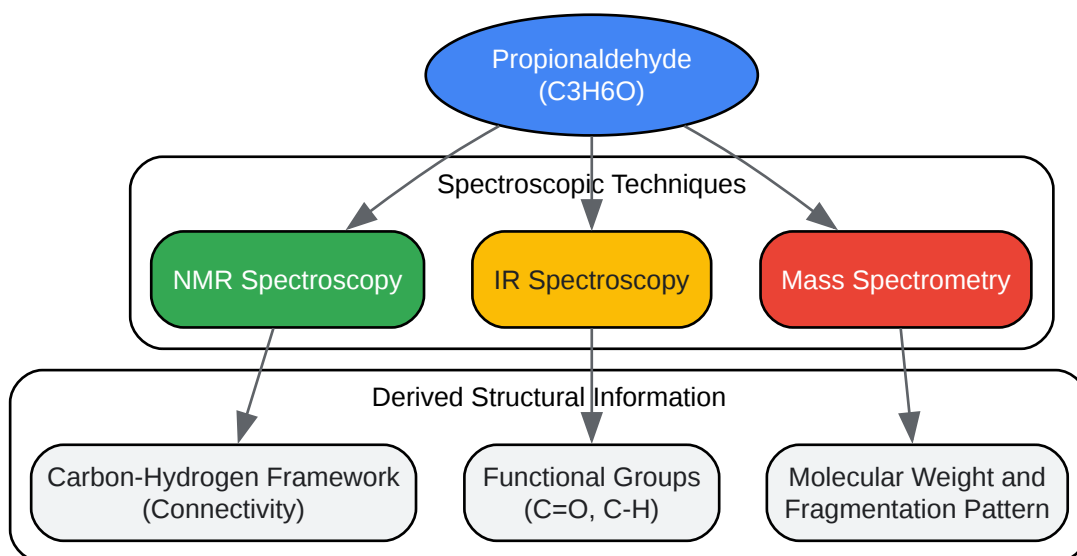 Propionaldehyde
(C3H6O)
Spectroscopic Techniques
NMR Spectroscopy
IR Spectroscopy
Mass Spectrometry
Derived Structural Information
Carbon-Hydrogen Framework
(Connectivity)
Functional Groups
(C=O, C-H)
Molecular Weight and
Fragmentation Pattern